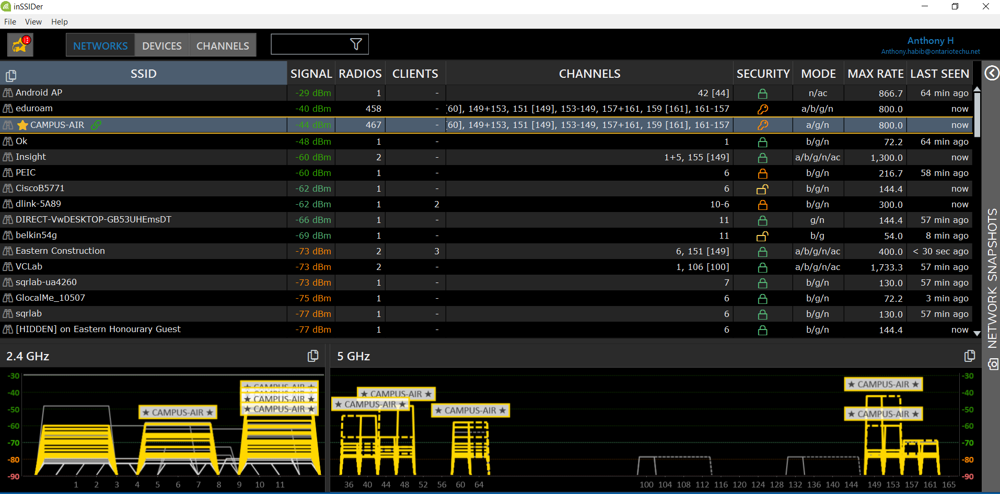 inSSIDer
File View Help
NETWORKS DEVICES CHANNELS
Anthony H
Anthony.habib@ontariotechu.net
SSID SIGNAL RADIOS CLIENTS CHANNELS SECURITY MODE MAX RATE LAST SEEN
Android AP -29 dBm 1 - 42 [44] n/ac 866.7 64 min ago
eduroam -40 dBm 458 - [60], 149+153, 151 [149], 153-149, 157+161, 159 [161], 161-157 a/b/g/n 800.0 now
CAMPUS-AIR -44 dBm 467 - [60], 149+153, 151 [149], 153-149, 157+161, 159 [161], 161-157 a/g/n 800.0 now
Ok -48 dBm 1 - 1 b/g/n 72.2 64 min ago
Insight -60 dBm 2 - 1+5, 155 [149] a/b/g/n/ac 1,300.0 now
PEIC -60 dBm 1 - 6 b/g/n 216.7 58 min ago
CiscoB5771 -62 dBm 1 - 6 b/g/n 144.4 now
dlink-5A89 -62 dBm 1 2 10-6 b/g/n 300.0 now
DIRECT-VwDESKTOP-GB53UHEmsDT -66 dBm 1 - 11 g/n 144.4 57 min ago
belkin54g -69 dBm 1 - 11 b/g 54.0 8 min ago
Eastern Construction -73 dBm 2 3 6, 151 [149] a/b/g/n/ac 400.0 < 30 sec ago
VCLab -73 dBm 2 - 1, 106 [100] a/b/g/n/ac 1,733.3 57 min ago
sqrlab-ua4260 -73 dBm 1 - 7 b/g/n 130.0 57 min ago
GlocalMe_10507 -75 dBm 1 - 6 b/g/n 72.2 3 min ago
sqrlab -77 dBm 1 - 6 b/g/n 130.0 57 min ago
[HIDDEN] on Eastern Honourary Guest -77 dBm 1 - 6 b/g/n 144.4 now
NETWORK SNAPSHOTS
2.4 GHz
-30
-40
-50
-60
-70
-80
-90
★ CAMPUS-AIR ★
★ CAMPUS-AIR ★
★ CAMPUS-AIR ★
★ CAMPUS-AIR ★
★ CAMPUS-AIR ★
1 2 3 4 5 6 7 8 9 10 11
5 GHz
★ CAMPUS-AIR ★
★ CAMPUS-AIR ★
★ CAMPUS-AIR ★
★ CAMPUS-AIR ★
★ CAMPUS-AIR ★
-30
-40
-50
-60
-70
-80
-90
36 40 44 48 52 56 60 64 100 104 108 112 116 120 124 128 132 136 140 144 149 153 157 161 165